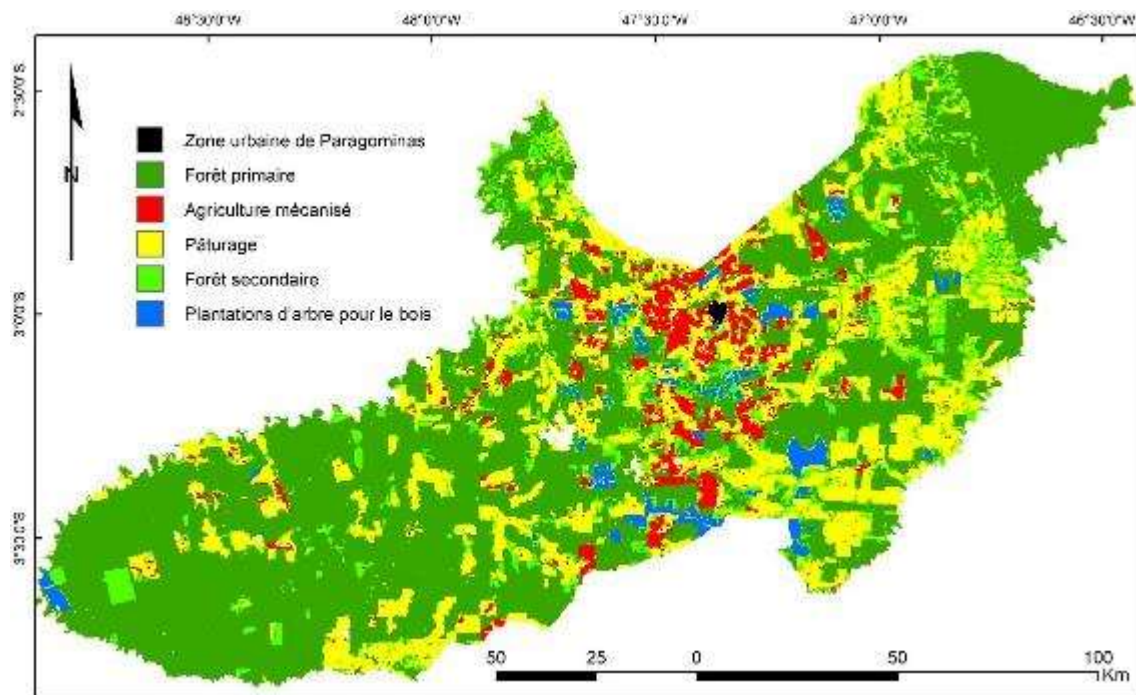 48°30'0"W 48°0'0"W 47°30'0"W 47°0'0"W 46°30'0"W
2°30'0"S
N
Zone urbaine de Paragominas
Forêt primaire
Agriculture mécanisé
Pâturage
Forêt secondaire
Plantations d'arbre pour le bois
3°0'0"S
3°30'0"S
50 25 0 50 100
Km